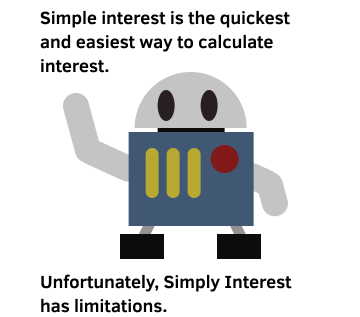 Simple interest is the quickest
and easiest way to calculate
interest.
Unfortunately, Simply Interest
has limitations.